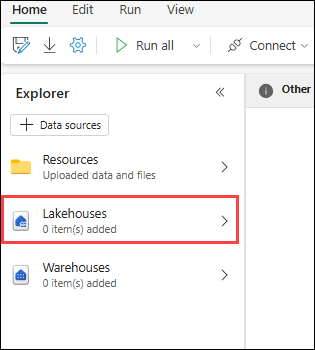 Home Edit Run View
Run all Connect
Explorer
Other
Data sources
Resources
Uploaded data and files
Lakehouses
0 item(s) added
Warehouses
0 item(s) added